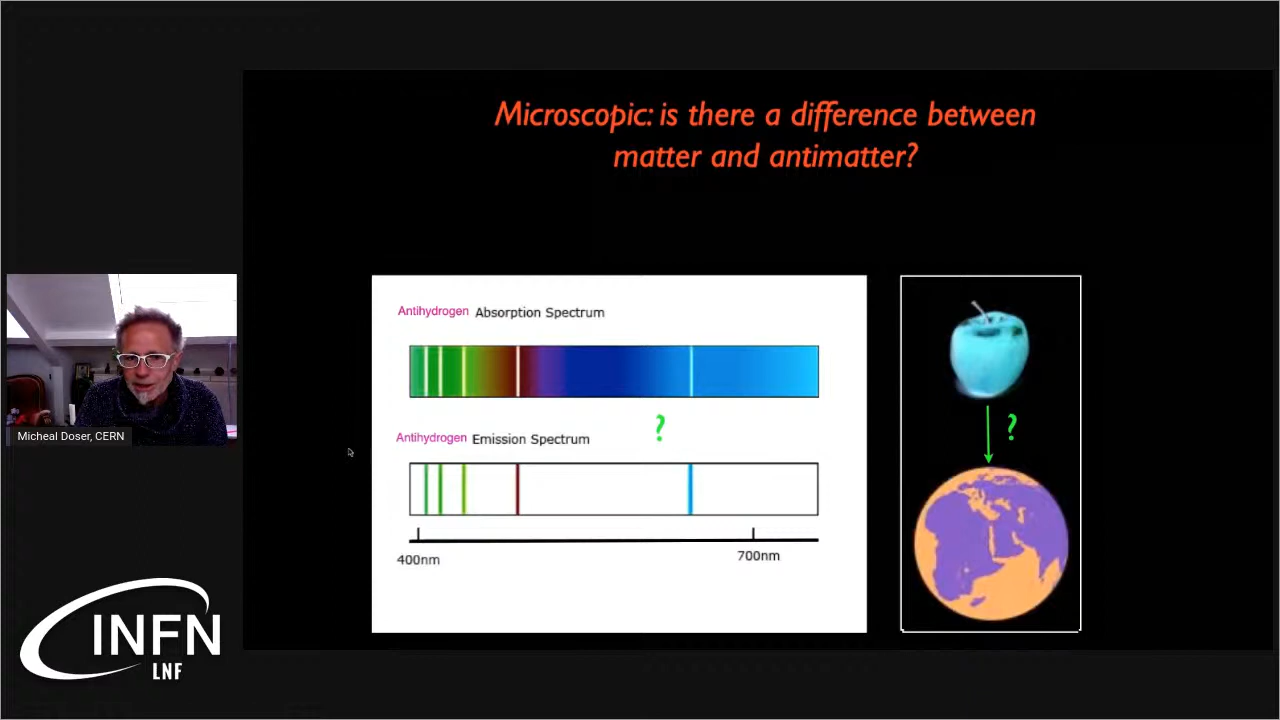 Microscopic: is there a difference between
matter and antimatter?
Antihydrogen Absorption Spectrum
?
Antihydrogen Emission Spectrum
400nm
700nm
?
Micheal Doser, CERN
INFN
LNF